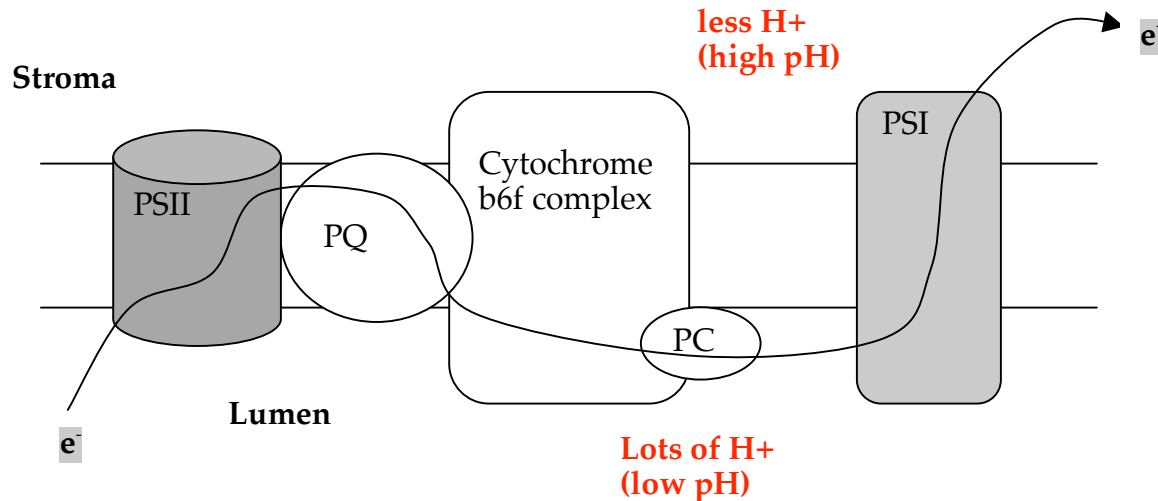 less H+
(high pH)
e-
Stroma
PSI
Cytochrome
b6f complex
PSII
PQ
PC
Lumen
e-
Lots of H+
(low pH)